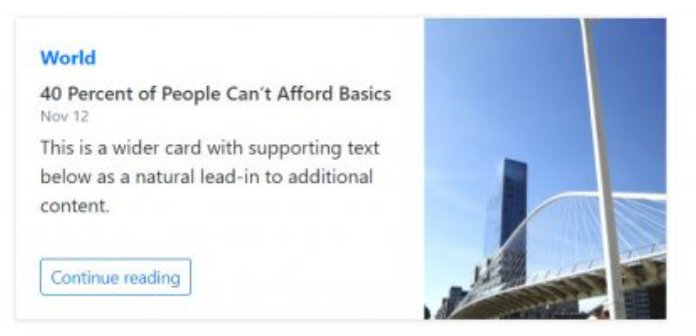 World
40 Percent of People Can't Afford Basics
Nov 12
This is a wider card with supporting text
below as a natural lead-in to additional
content.
Continue reading